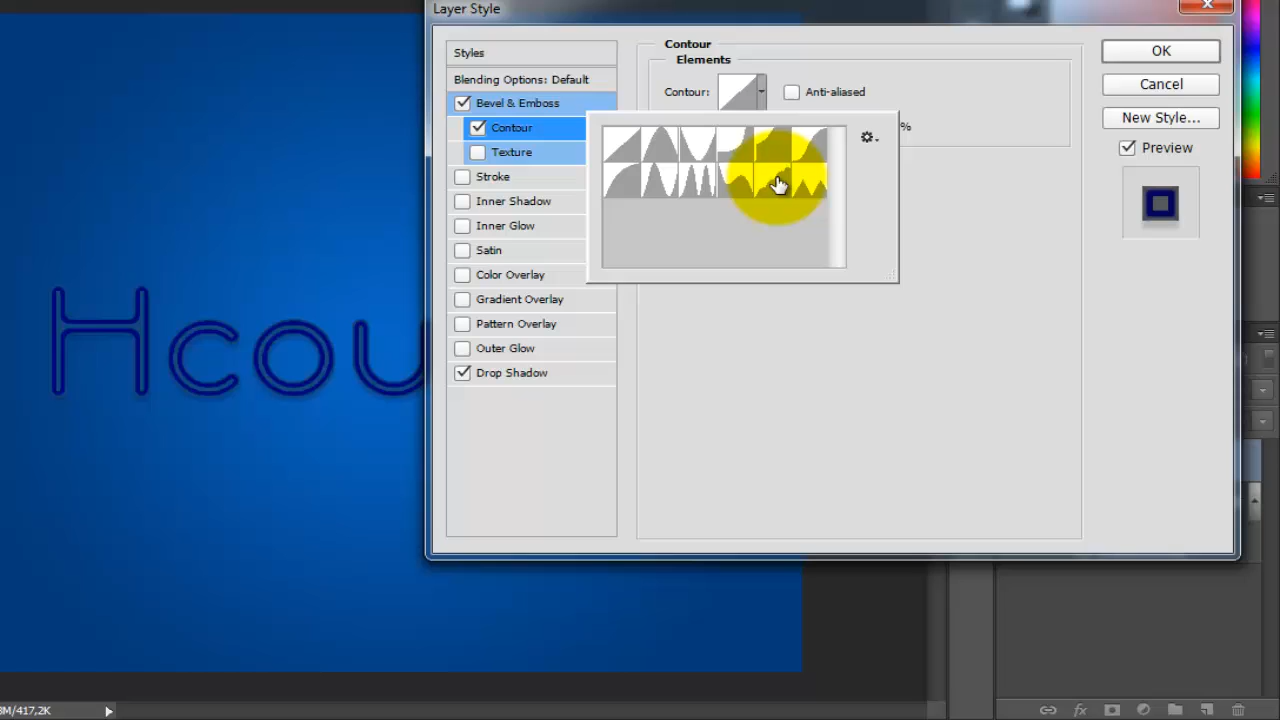 Layer Style
Styles
Blending Options: Default
Bevel & Emboss
Contour
Texture
Stroke
Inner Shadow
Inner Glow
Satin
Color Overlay
Gradient Overlay
Pattern Overlay
Outer Glow
Drop Shadow
Contour
Elements
Contour:
Anti-aliased
%
OK
Cancel
New Style...
Preview
Hcou
M/417,2K
fx